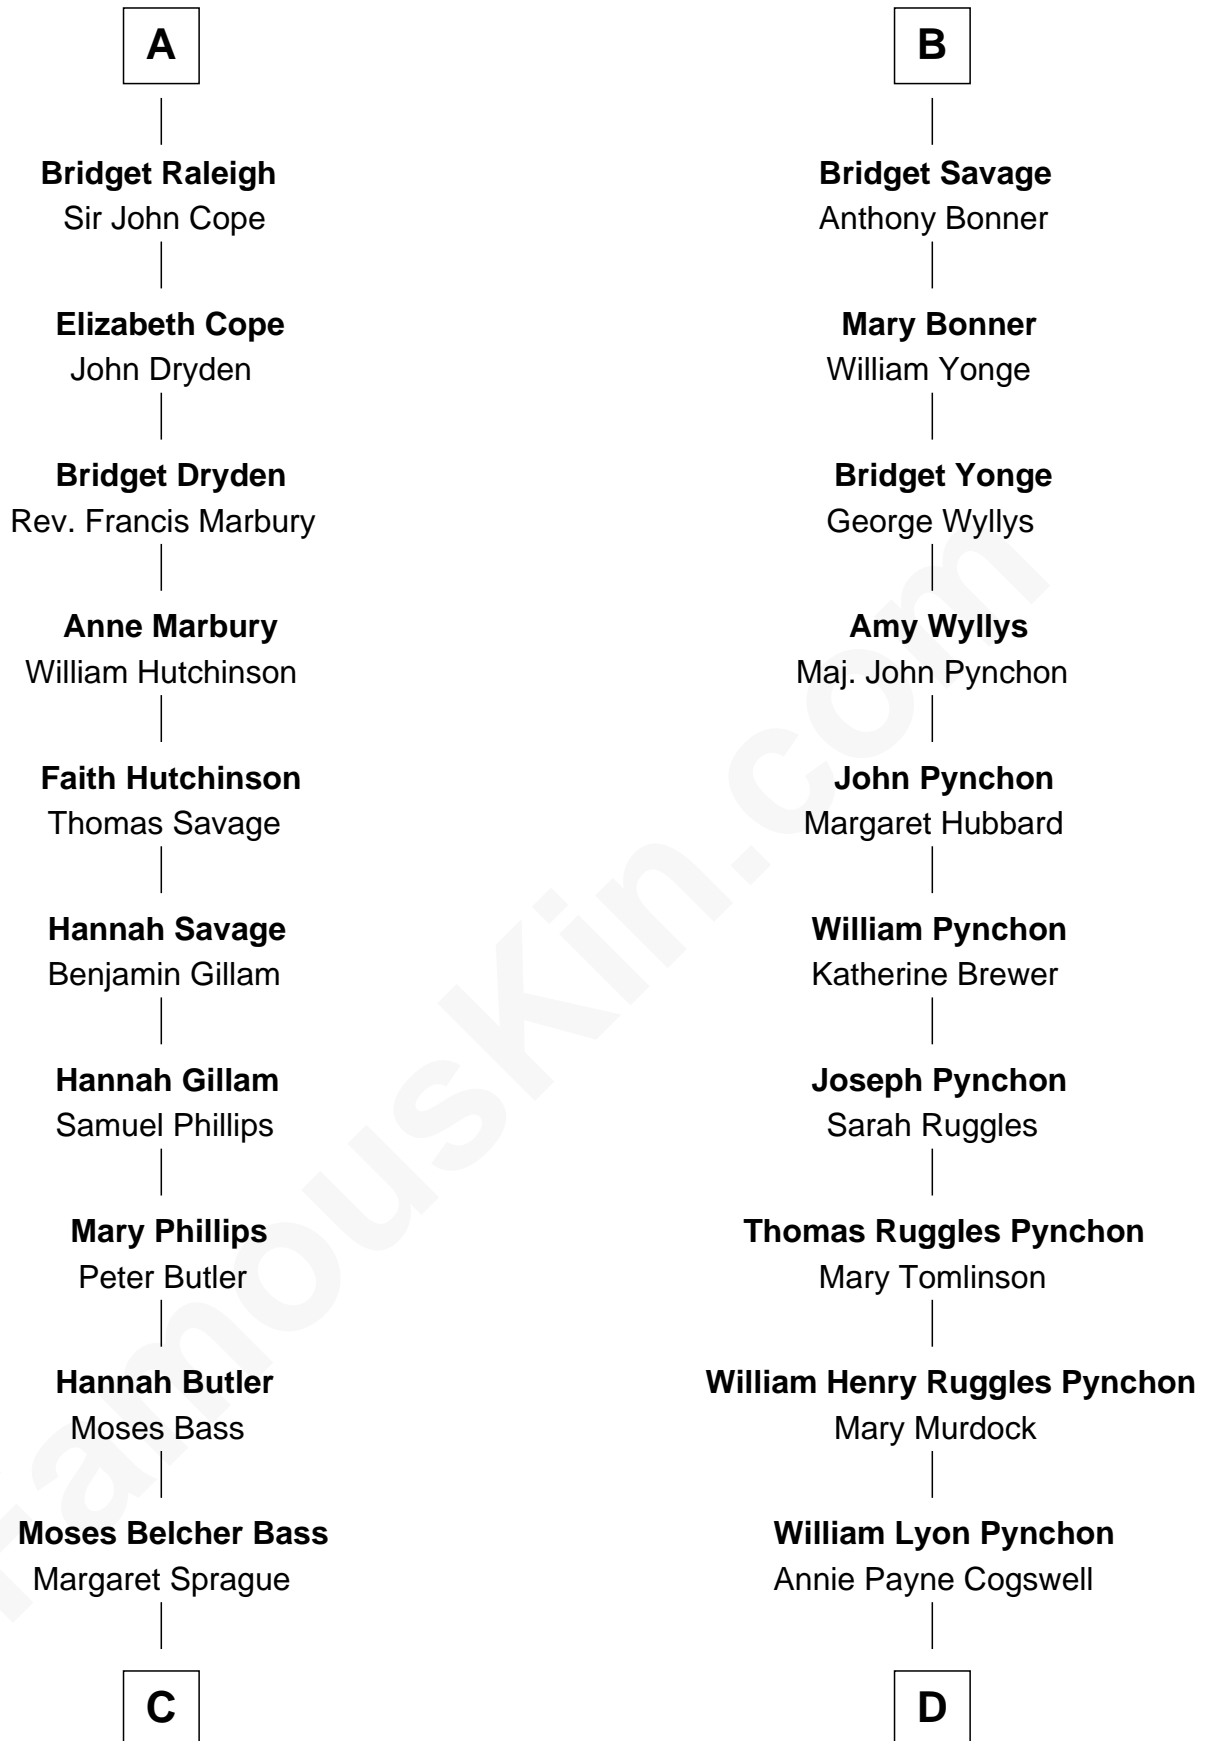 A
Bridget Raleigh
Sir John Cope
Elizabeth Cope
John Dryden
Bridget Dryden
Rev. Francis Marbury
Anne Marbury
William Hutchinson
Faith Hutchinson
Thomas Savage
Hannah Savage
Benjamin Gillam
Hannah Gillam
Samuel Phillips
Mary Phillips
Peter Butler
Hannah Butler
Moses Bass
Moses Belcher Bass
Margaret Sprague
C
B
Bridget Savage
Anthony Bonner
Mary Bonner
William Yonge
Bridget Yonge
George Wyllys
Amy Wyllys
Maj. John Pynchon
John Pynchon
Margaret Hubbard
William Pynchon
Katherine Brewer
Joseph Pynchon
Sarah Ruggles
Thomas Ruggles Pynchon
Mary Tomlinson
William Henry Ruggles Pynchon
Mary Murdock
William Lyon Pynchon
Annie Payne Cogswell
D
FamousKin.com